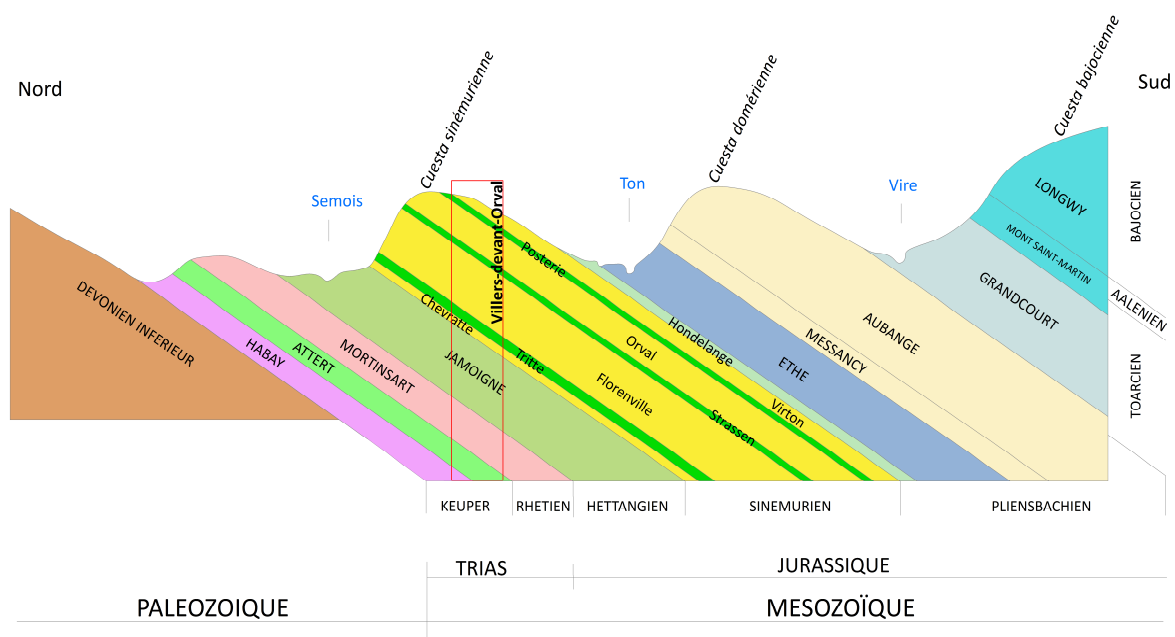 Nord
Sud
Cuesta sinémurienne
Cuesta domérienne
Cuesta bajocienne
Semois
Ton
Vire
Villers-devant-Orval
DEVONIEN INFERIEUR
HABAY
ATTERT
MORTINSART
JAMOIGNE
Chevratte
Tritte
Florenville
Strassen
Orval
Posterie
Virton
Hondelange
ETHE
MESSANCY
AUBANGE
GRANDCOURT
MONT SAINT-MARTIN
LONGWY
BAJOCIEN
AALENIEN
TOARCIEN
KEUPER
RHETIEN
HETTANGIEN
SINEMURIEN
PLIENSBACHIEN
TRIAS
JURASSIQUE
PALEOZOIQUE
MESOZOÏQUE